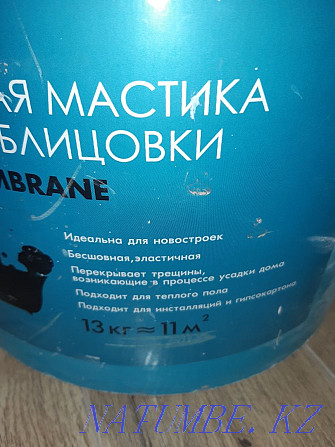 АЯ МАСТИКА
БЛИЦОВКИ
MBRANE
Идеальна для новостроек
Бесшовная, эластичная
Перекрывает трещины,
возникающие в процессе усадки дома
Подходит для теплого пола
Подходит для инсталляций и гипсокартона
13 кг ≈ 11 м²
NATUMBE.KZ